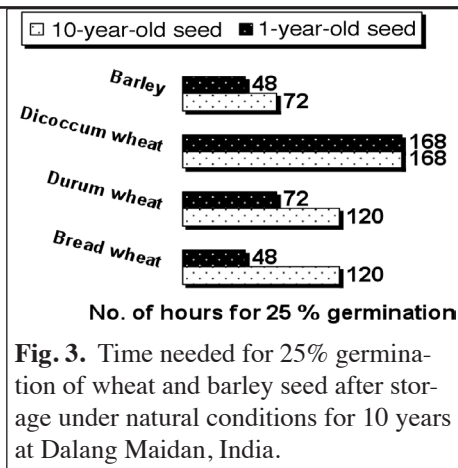 10-year-old seed 1-year-old seed
Barley
48
72
Dicoccum wheat
168
168
Durum wheat
72
120
Bread wheat
48
120
No. of hours for 25 % germination
Fig. 3. Time needed for 25% germina-
tion of wheat and barley seed after stor-
age under natural conditions for 10 years
at Dalang Maidan, India.